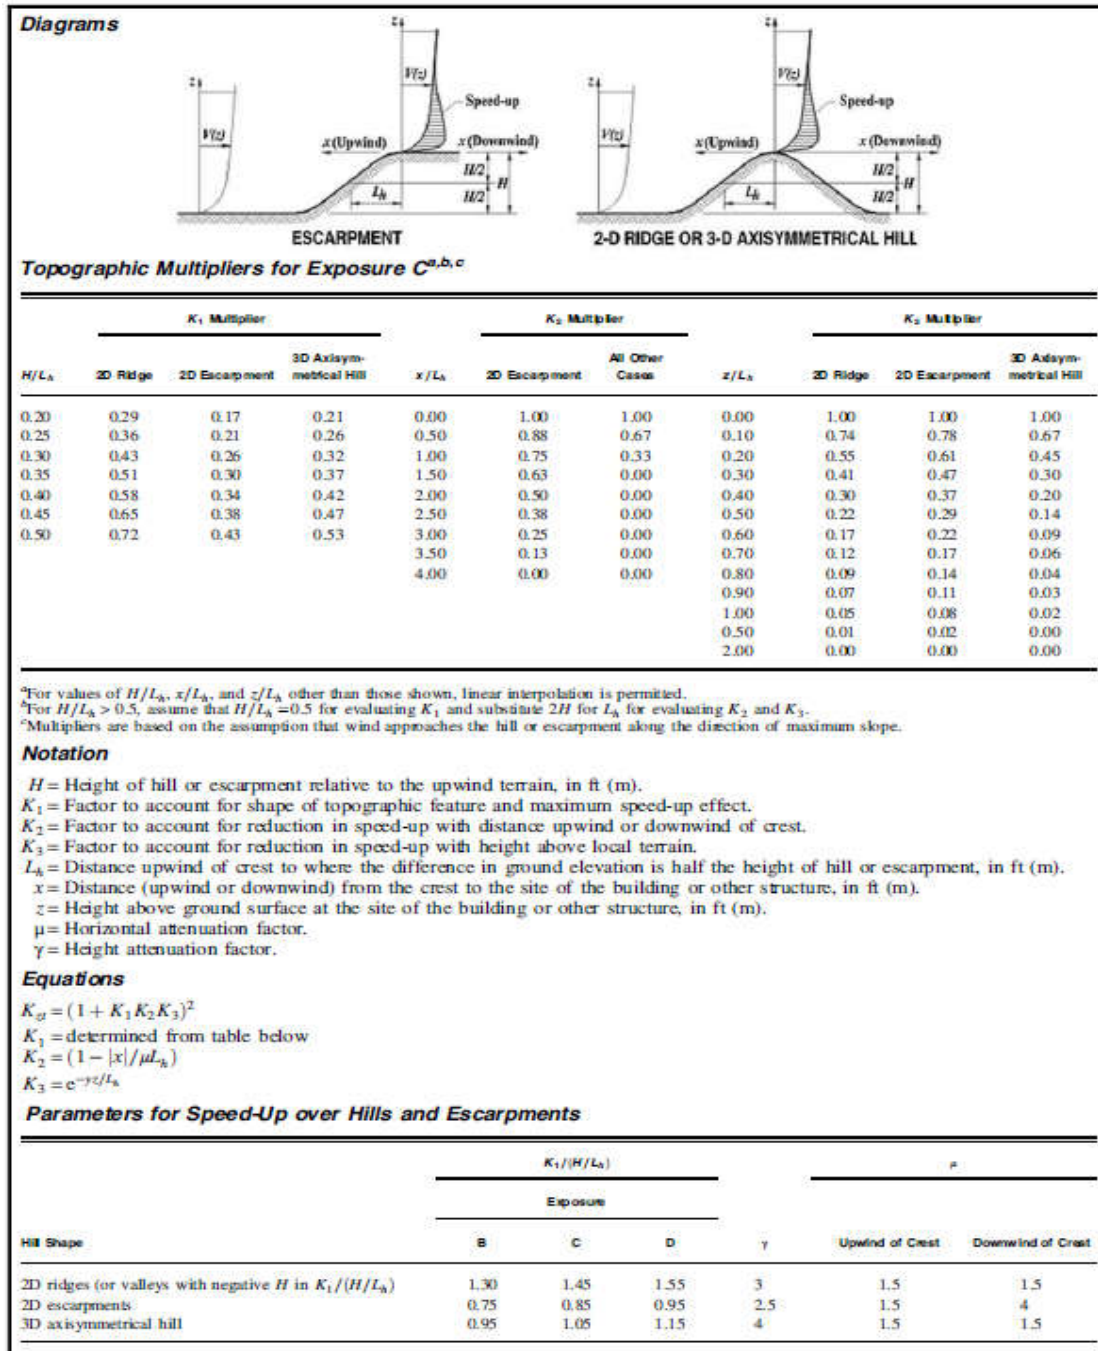 Diagrams
z
V(z)
Speed-up
x(Upwind)
x(Downwind)
H/2
H
H/2
Lh
z
V(z)
ESCARPMENT
z
V(z)
Speed-up
x(Upwind)
x(Downwind)
H/2
H
H/2
Lh
z
V(z)
2-D RIDGE OR 3-D AXISYMMETRICAL HILL
Topographic Multipliers for Exposure C^a,b,c
K₁ Multiplier K₂ Multiplier K₃ Multiplier
H/Lh 2D Ridge 2D Escarpment 3D Axisym-metrical Hill x/Lh 2D Escarpment All Other Cases z/Lh 2D Ridge 2D Escarpment 3D Axisym-metrical Hill
0.20 0.29 0.17 0.21 0.00 1.00 1.00 0.00 1.00 1.00 1.00
0.25 0.36 0.21 0.26 0.50 0.88 0.67 0.10 0.74 0.78 0.67
0.30 0.43 0.26 0.32 1.00 0.75 0.33 0.20 0.55 0.61 0.45
0.35 0.51 0.30 0.37 1.50 0.63 0.00 0.30 0.41 0.47 0.30
0.40 0.58 0.34 0.42 2.00 0.50 0.00 0.40 0.30 0.37 0.20
0.45 0.65 0.38 0.47 2.50 0.38 0.00 0.50 0.22 0.29 0.14
0.50 0.72 0.43 0.53 3.00 0.25 0.00 0.60 0.17 0.22 0.09
3.50 0.13 0.00 0.70 0.12 0.17 0.06
4.00 0.00 0.00 0.80 0.09 0.14 0.04
0.90 0.07 0.11 0.03
1.00 0.05 0.08 0.02
0.50 0.01 0.02 0.00
2.00 0.00 0.00 0.00
^aFor values of H/Lh, x/Lh, and z/Lh other than those shown, linear interpolation is permitted.
^bFor H/Lh > 0.5, assume that H/Lh = 0.5 for evaluating K₁ and substitute 2H for Lh for evaluating K₂ and K₃.
^cMultipliers are based on the assumption that wind approaches the hill or escarpment along the direction of maximum slope.
Notation
H = Height of hill or escarpment relative to the upwind terrain, in ft (m).
K₁ = Factor to account for shape of topographic feature and maximum speed-up effect.
K₂ = Factor to account for reduction in speed-up with distance upwind or downwind of crest.
K₃ = Factor to account for reduction in speed-up with height above local terrain.
Lh = Distance upwind of crest to where the difference in ground elevation is half the height of hill or escarpment, in ft (m).
x = Distance (upwind or downwind) from the crest to the site of the building or other structure, in ft (m).
z = Height above ground surface at the site of the building or other structure, in ft (m).
μ = Horizontal attenuation factor.
γ = Height attenuation factor.
Equations
Kzt = (1 + K₁K₂K₃)²
K₁ = determined from table below
K₂ = (1 − |x|/μLh)
K₃ = e^−γz/Lh
Parameters for Speed-Up over Hills and Escarpments
K₁/(H/Lh) μ
Exposure
Hill Shape B C D γ Upwind of Crest Downwind of Crest
2D ridges (or valleys with negative H in K₁/(H/Lh) 1.30 1.45 1.55 3 1.5 1.5
2D escarpments 0.75 0.85 0.95 2.5 1.5 4
3D axisymmetrical hill 0.95 1.05 1.15 4 1.5 1.5